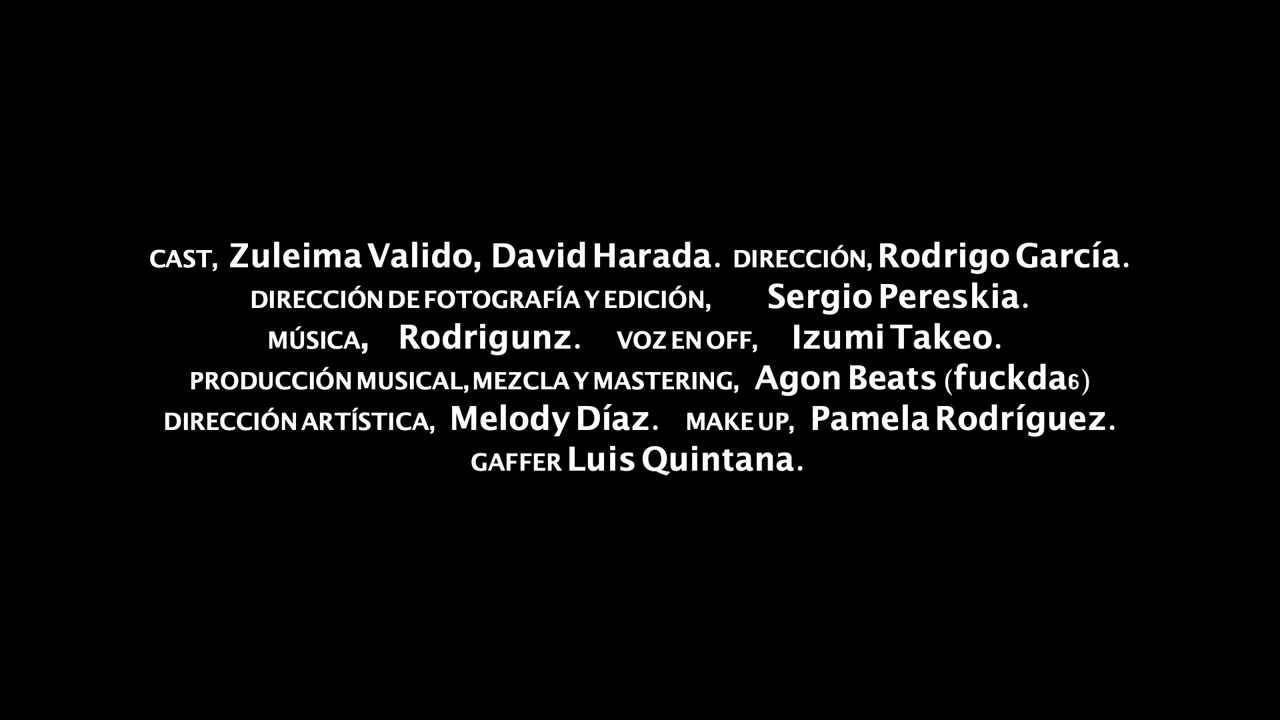 CAST, Zuleima Valido, David Harada. DIRECCIÓN, Rodrigo García.
DIRECCIÓN DE FOTOGRAFÍA Y EDICIÓN, Sergio Pereskia.
MÚSICA, Rodrigunz. VOZ EN OFF, Izumi Takeo.
PRODUCCIÓN MUSICAL, MEZCLA Y MASTERING, Agon Beats (fuckda6)
DIRECCIÓN ARTÍSTICA, Melody Díaz. MAKE UP, Pamela Rodríguez.
GAFFER Luis Quintana.